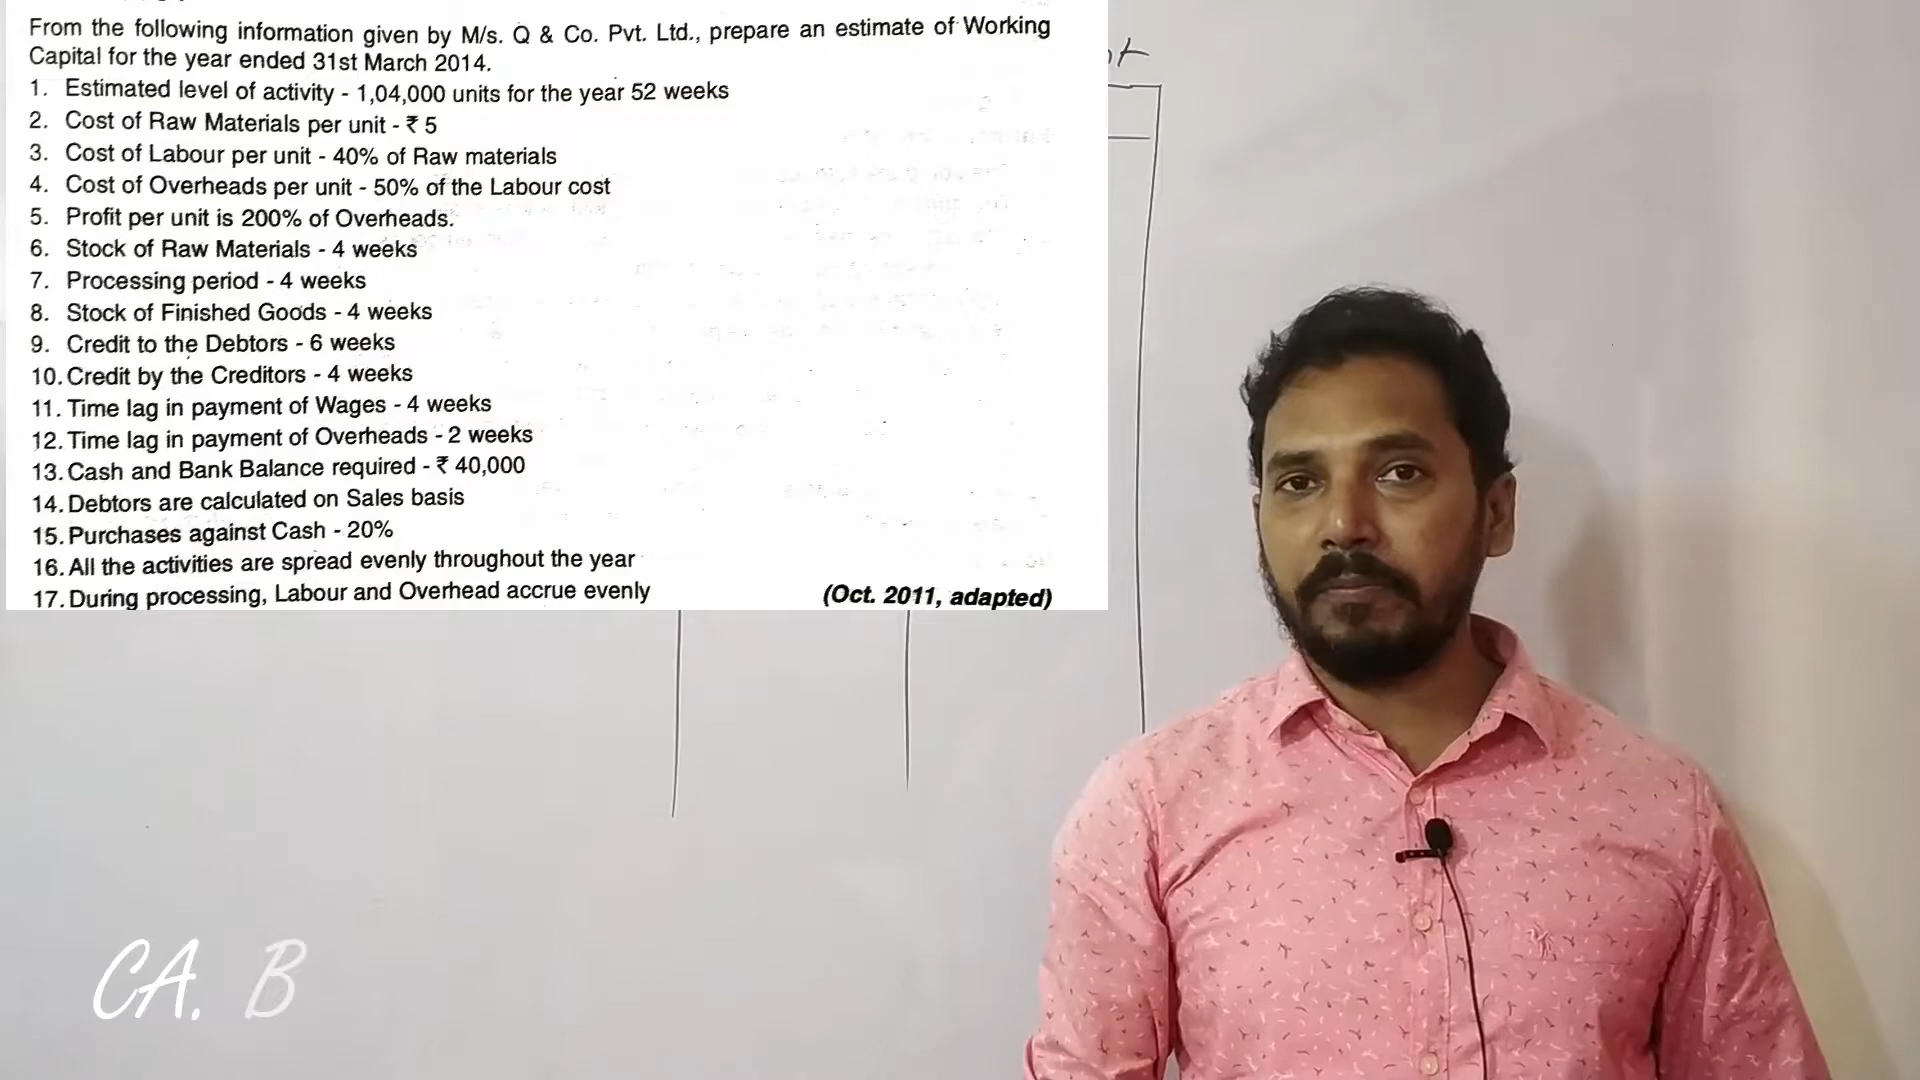 From the following information given by M/s. Q & Co. Pvt. Ltd., prepare an estimate of Working
Capital for the year ended 31st March 2014.
1. Estimated level of activity - 1,04,000 units for the year 52 weeks
2. Cost of Raw Materials per unit - ₹ 5
3. Cost of Labour per unit - 40% of Raw materials
4. Cost of Overheads per unit - 50% of the Labour cost
5. Profit per unit is 200% of Overheads.
6. Stock of Raw Materials - 4 weeks
7. Processing period - 4 weeks
8. Stock of Finished Goods - 4 weeks
9. Credit to the Debtors - 6 weeks
10. Credit by the Creditors - 4 weeks
11. Time lag in payment of Wages - 4 weeks
12. Time lag in payment of Overheads - 2 weeks
13. Cash and Bank Balance required - ₹ 40,000
14. Debtors are calculated on Sales basis
15. Purchases against Cash - 20%
16. All the activities are spread evenly throughout the year
17. During processing, Labour and Overhead accrue evenly (Oct. 2011, adapted)
CA. B